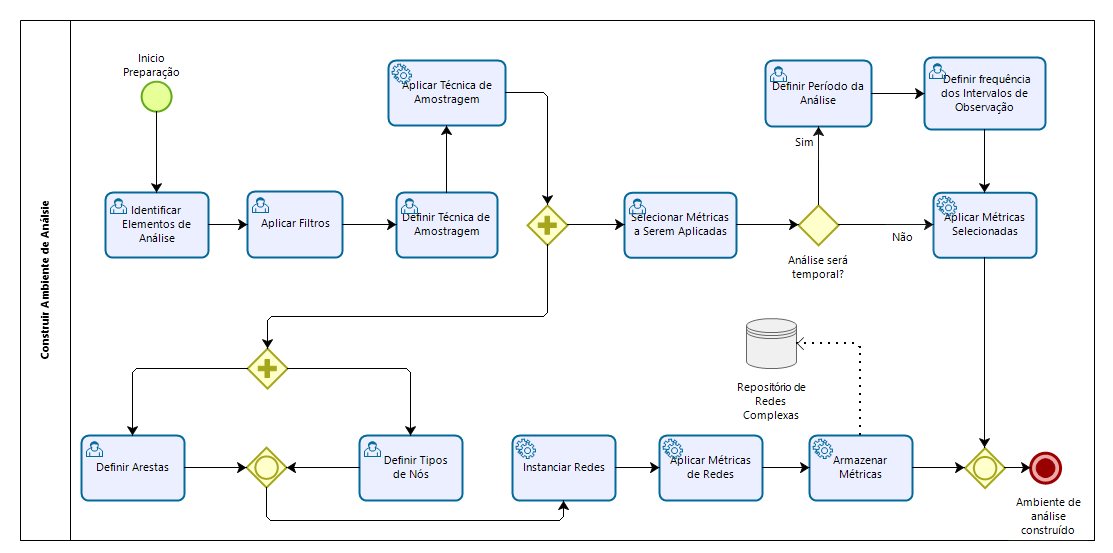 Construir Ambiente de Análsie
Inicio
Preparação
Aplicar Técnica de
Amostragem
Definir Período da
Análise
Definir frequência
dos Intervalos de
Observação
Sim
Identificar
Elementos de
Análise
Aplicar Filtros
Definir Técnica de
Amostragem
Selecionar Métricas
a Serem Aplicadas
Análise será
temporal?
Não
Aplicar Métricas
Selecionadas
Repositório de
Redes
Complexas
Definir Arestas
Definir Tipos
de Nós
Instanciar Redes
Aplicar Métricas
de Redes
Armazenar
Métricas
Ambiente de
análise
construído